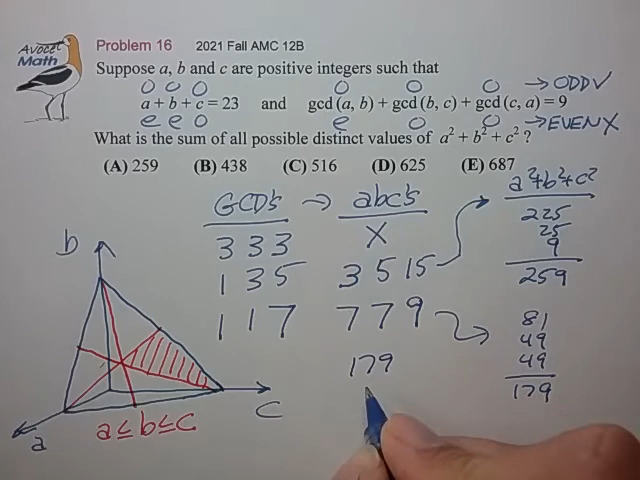 Avocet Math
Problem 16 2021 Fall AMC 12B
Suppose a, b and c are positive integers such that
O O O O O O → ODD ✓
a + b + c = 23 and gcd (a, b) + gcd (b, c) + gcd (c, a) = 9
e e O e O O → EVEN X
What is the sum of all possible distinct values of a² + b² + c² ?
(A) 259 (B) 438 (C) 516 (D) 625 (E) 687
GCD's → abc's a²+b²+c²
3 3 3 X
1 3 5 3 5 15
1 1 7 7 7 9
179
225
25
9
259
81
49
49
179
b
a
c
a ≤ b ≤ c